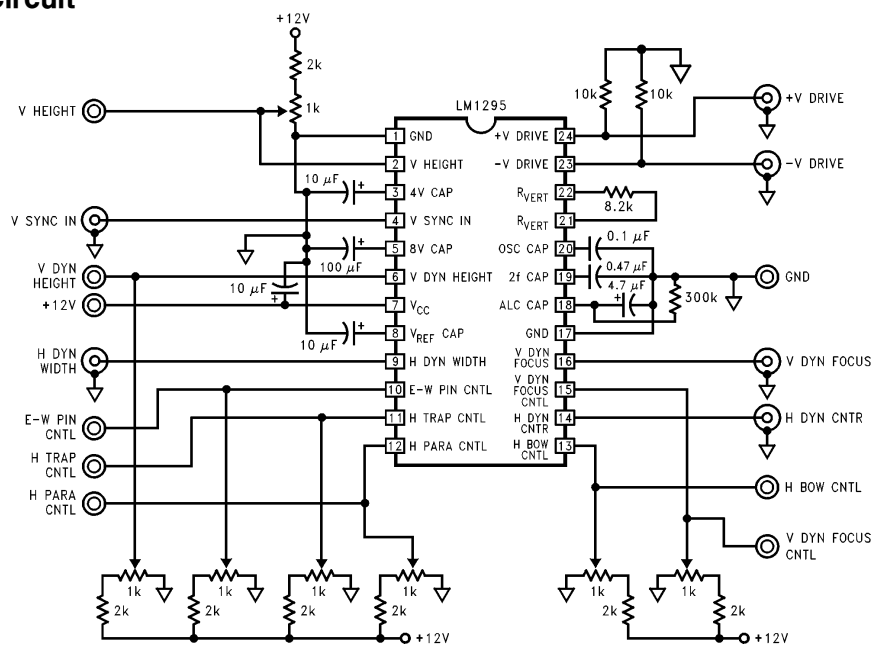 Circuit
+12V
2k
1k
V HEIGHT
10k
10k
LM1295
+V DRIVE
-V DRIVE
1 GND
2 V HEIGHT
3 4V CAP
4 V SYNC IN
5 8V CAP
6 V DYN HEIGHT
7 VCC
8 VREF CAP
9 H DYN WIDTH
10 E-W PIN CNTL
11 H TRAP CNTL
12 H PARA CNTL
+V DRIVE 24
-V DRIVE 23
RVERT 22
RVERT 21
OSC CAP 20
2f CAP 19
ALC CAP 18
GND 17
V DYN
FOCUS 16
V DYN
FOCUS
CNTL 15
H DYN
CNTR 14
H BOW
CNTL 13
10 µF +
V SYNC IN
100 µF +
V DYN
HEIGHT
10 µF
+
+12V
10 µF +
H DYN
WIDTH
E-W PIN
CNTL
H TRAP
CNTL
H PARA
CNTL
8.2k
0.1 µF
0.47 µF
4.7 µF
+
300k
GND
V DYN FOCUS
H DYN CNTR
H BOW CNTL
V DYN FOCUS
CNTL
1k 1k 1k 1k 1k 1k
2k 2k 2k 2k 2k 2k
+12V
+12V